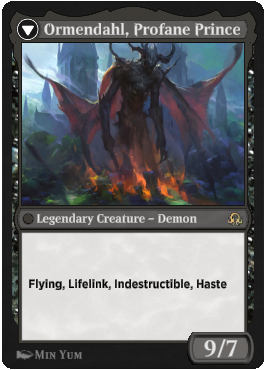 Ormendahl, Profane Prince
Legendary Creature – Demon
Flying, Lifelink, Indestructible, Haste
9/7
Min Yum